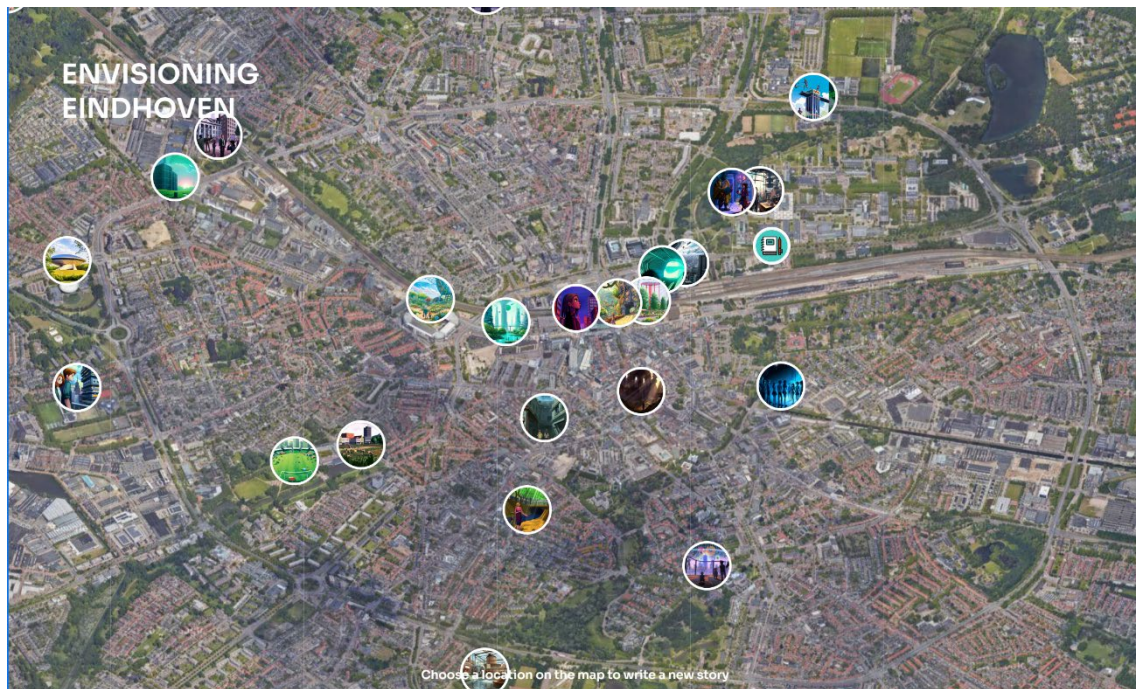 ENVISIONING
EINDHOVEN
Choose a location on the map to write a new story